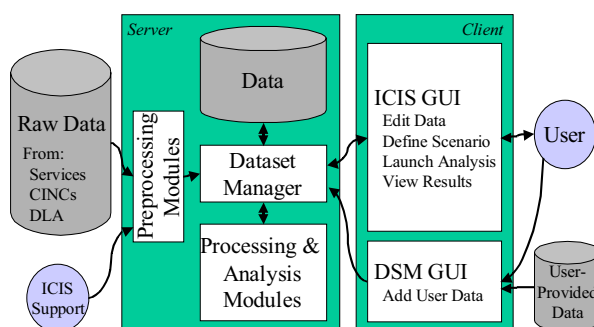 Server
Client
Raw Data
From:
Services
CINCs
DLA
ICIS
Support
Preprocessing
Modules
Data
Dataset
Manager
Processing &
Analysis
Modules
ICIS GUI
Edit Data
Define Scenario
Launch Analysis
View Results
DSM GUI
Add User Data
User
User-
Provided
Data